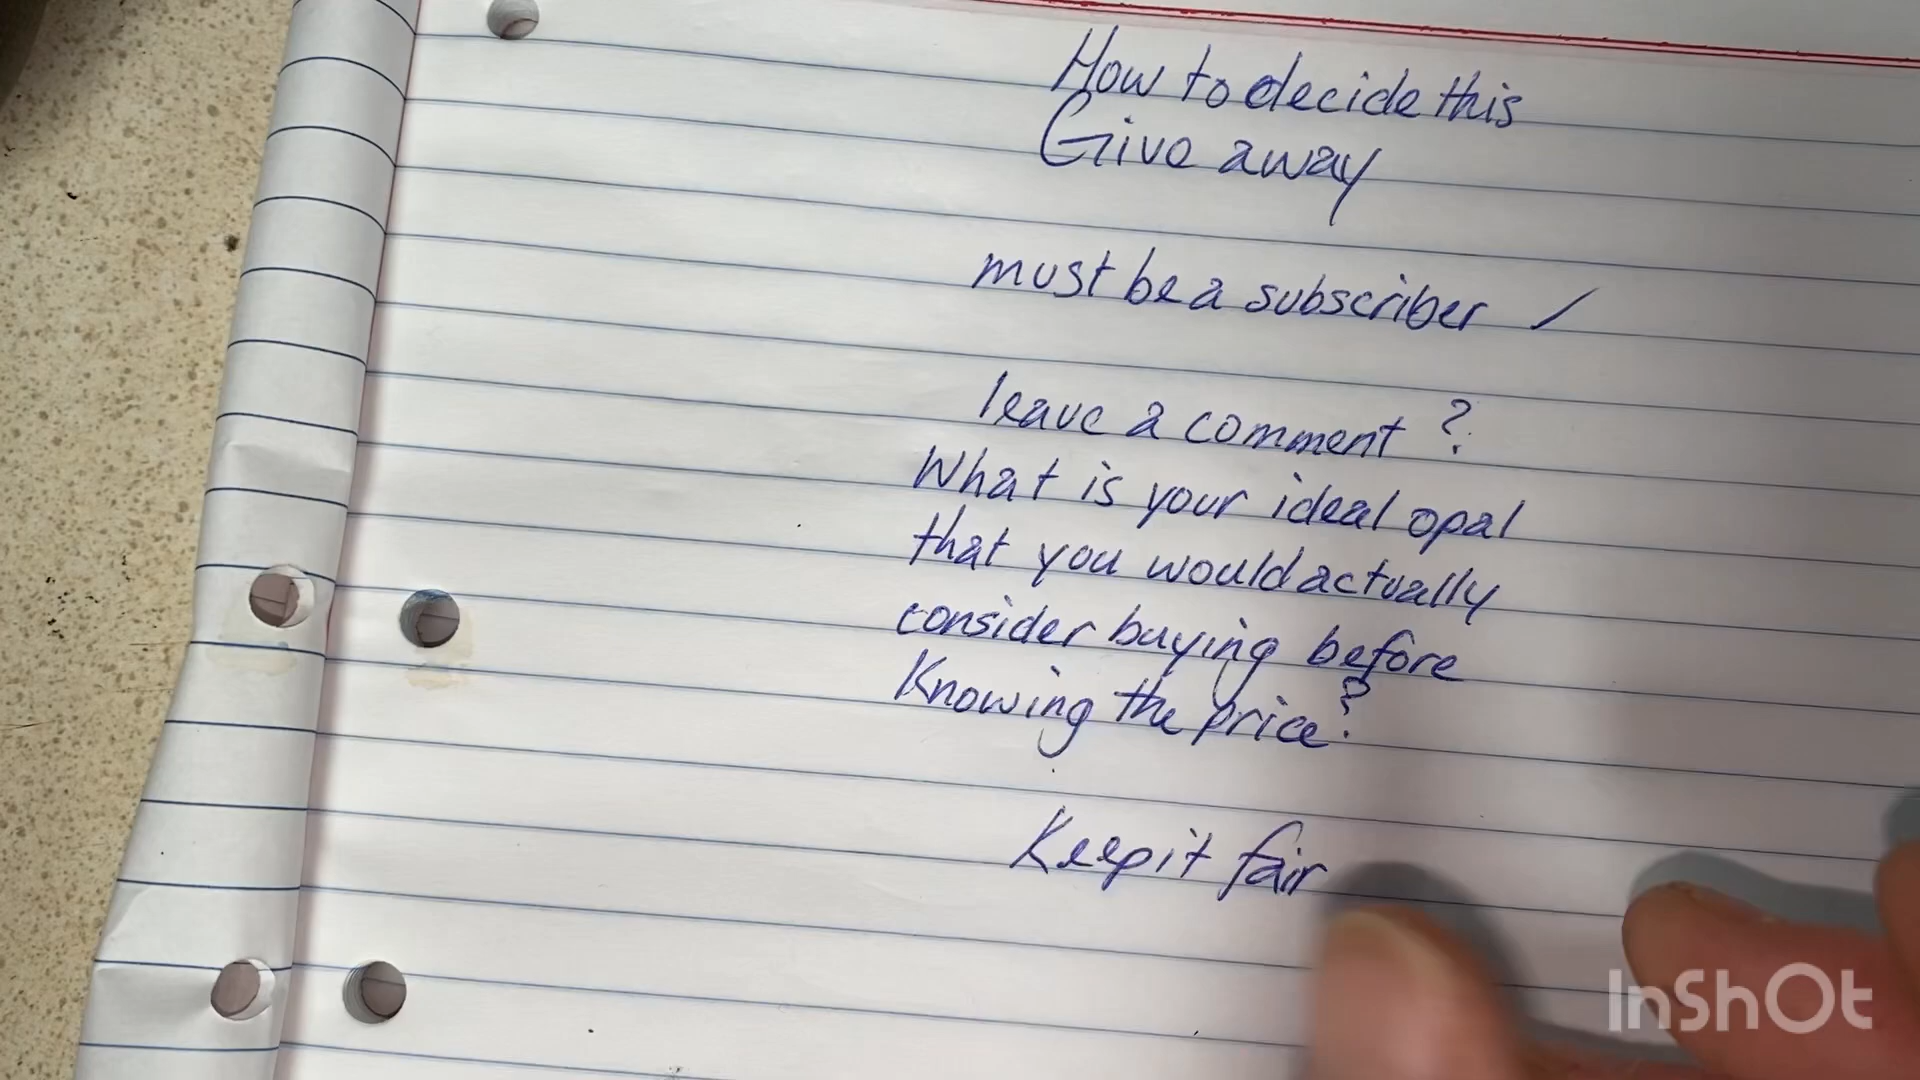 How to decide this
Give away
must be a subscriber /
leave a comment ?
What is your ideal opal
that you would actually
consider buying before
Knowing the price?
Keep it fair
InShOt